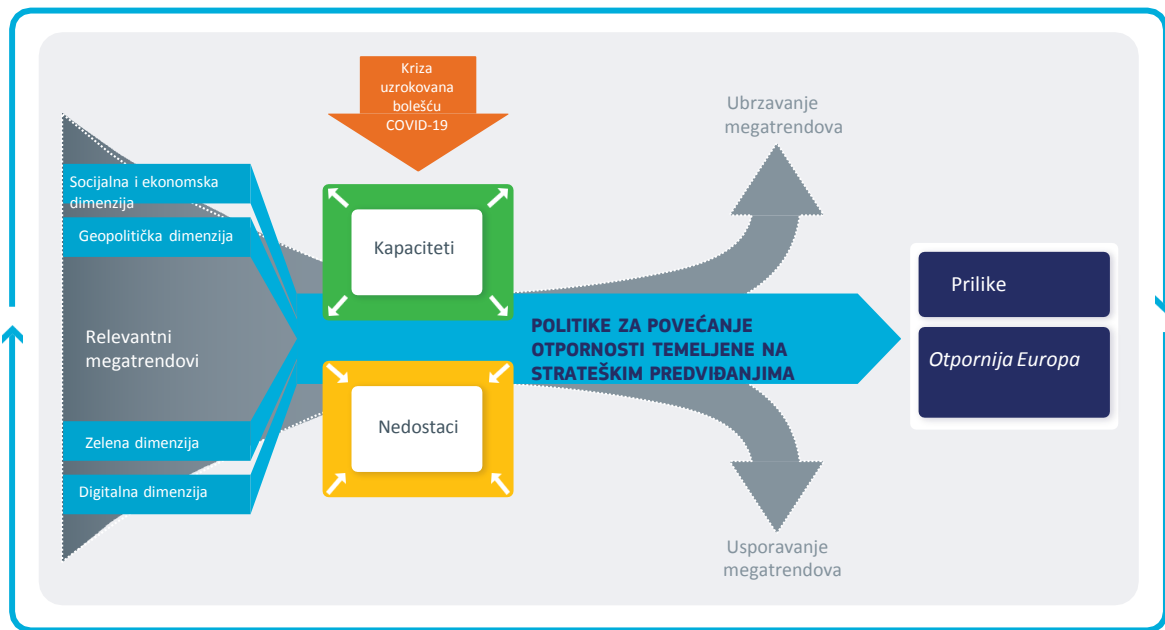 Kriza
uzrokovana
bolešću
COVID-19
Ubrzavanje
megatrendova
Socijalna i ekonomska
dimenzija
Geopolitička dimenzija
Kapaciteti
Prilike
Relevantni
megatrendovi
POLITIKE ZA POVEĆANJE
OTPORNOSTI TEMELJENE NA
STRATEŠKIM PREDVIĐANJIMA
Otpornija Europa
Nedostaci
Zelena dimenzija
Digitalna dimenzija
Usporavanje
megatrendova